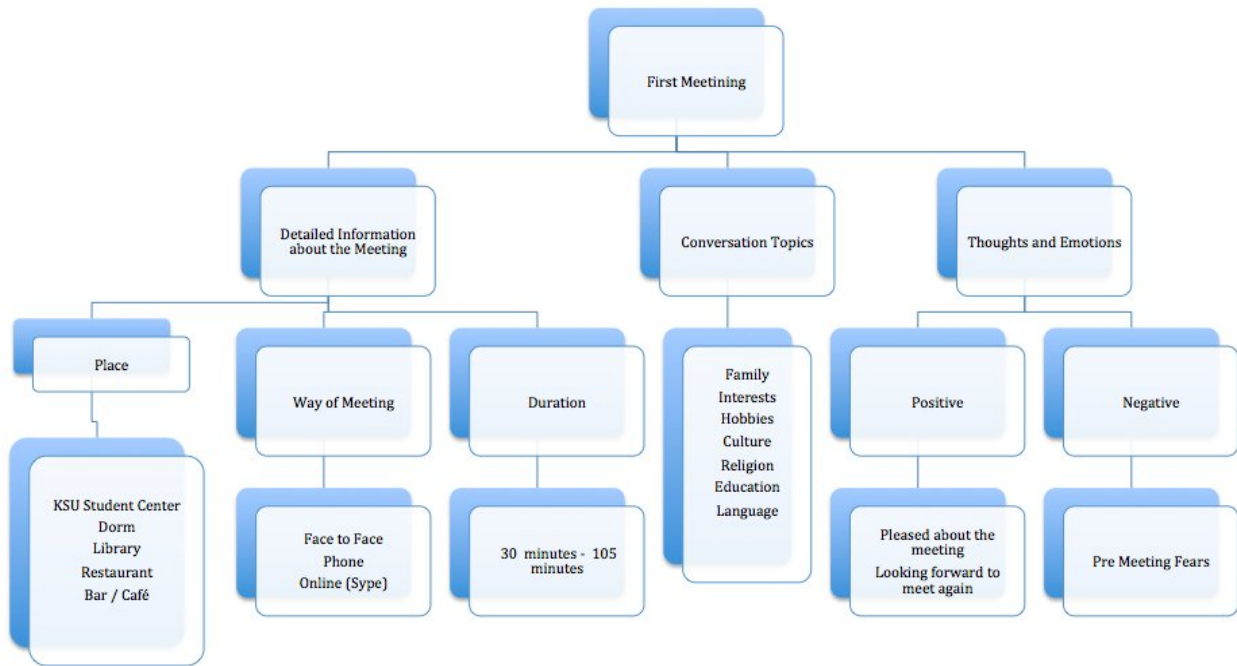 First Meetining
Detailed Information
about the Meeting
Conversation Topics
Thoughts and Emotions
Place
Way of Meeting
Duration
Family
Interests
Hobbies
Culture
Religion
Education
Language
Positive
Negative
KSU Student Center
Dorm
Library
Restaurant
Bar / Café
Face to Face
Phone
Online (Sype)
30 minutes - 105
minutes
Pleased about the
meeting
Looking forward to
meet again
Pre Meeting Fears